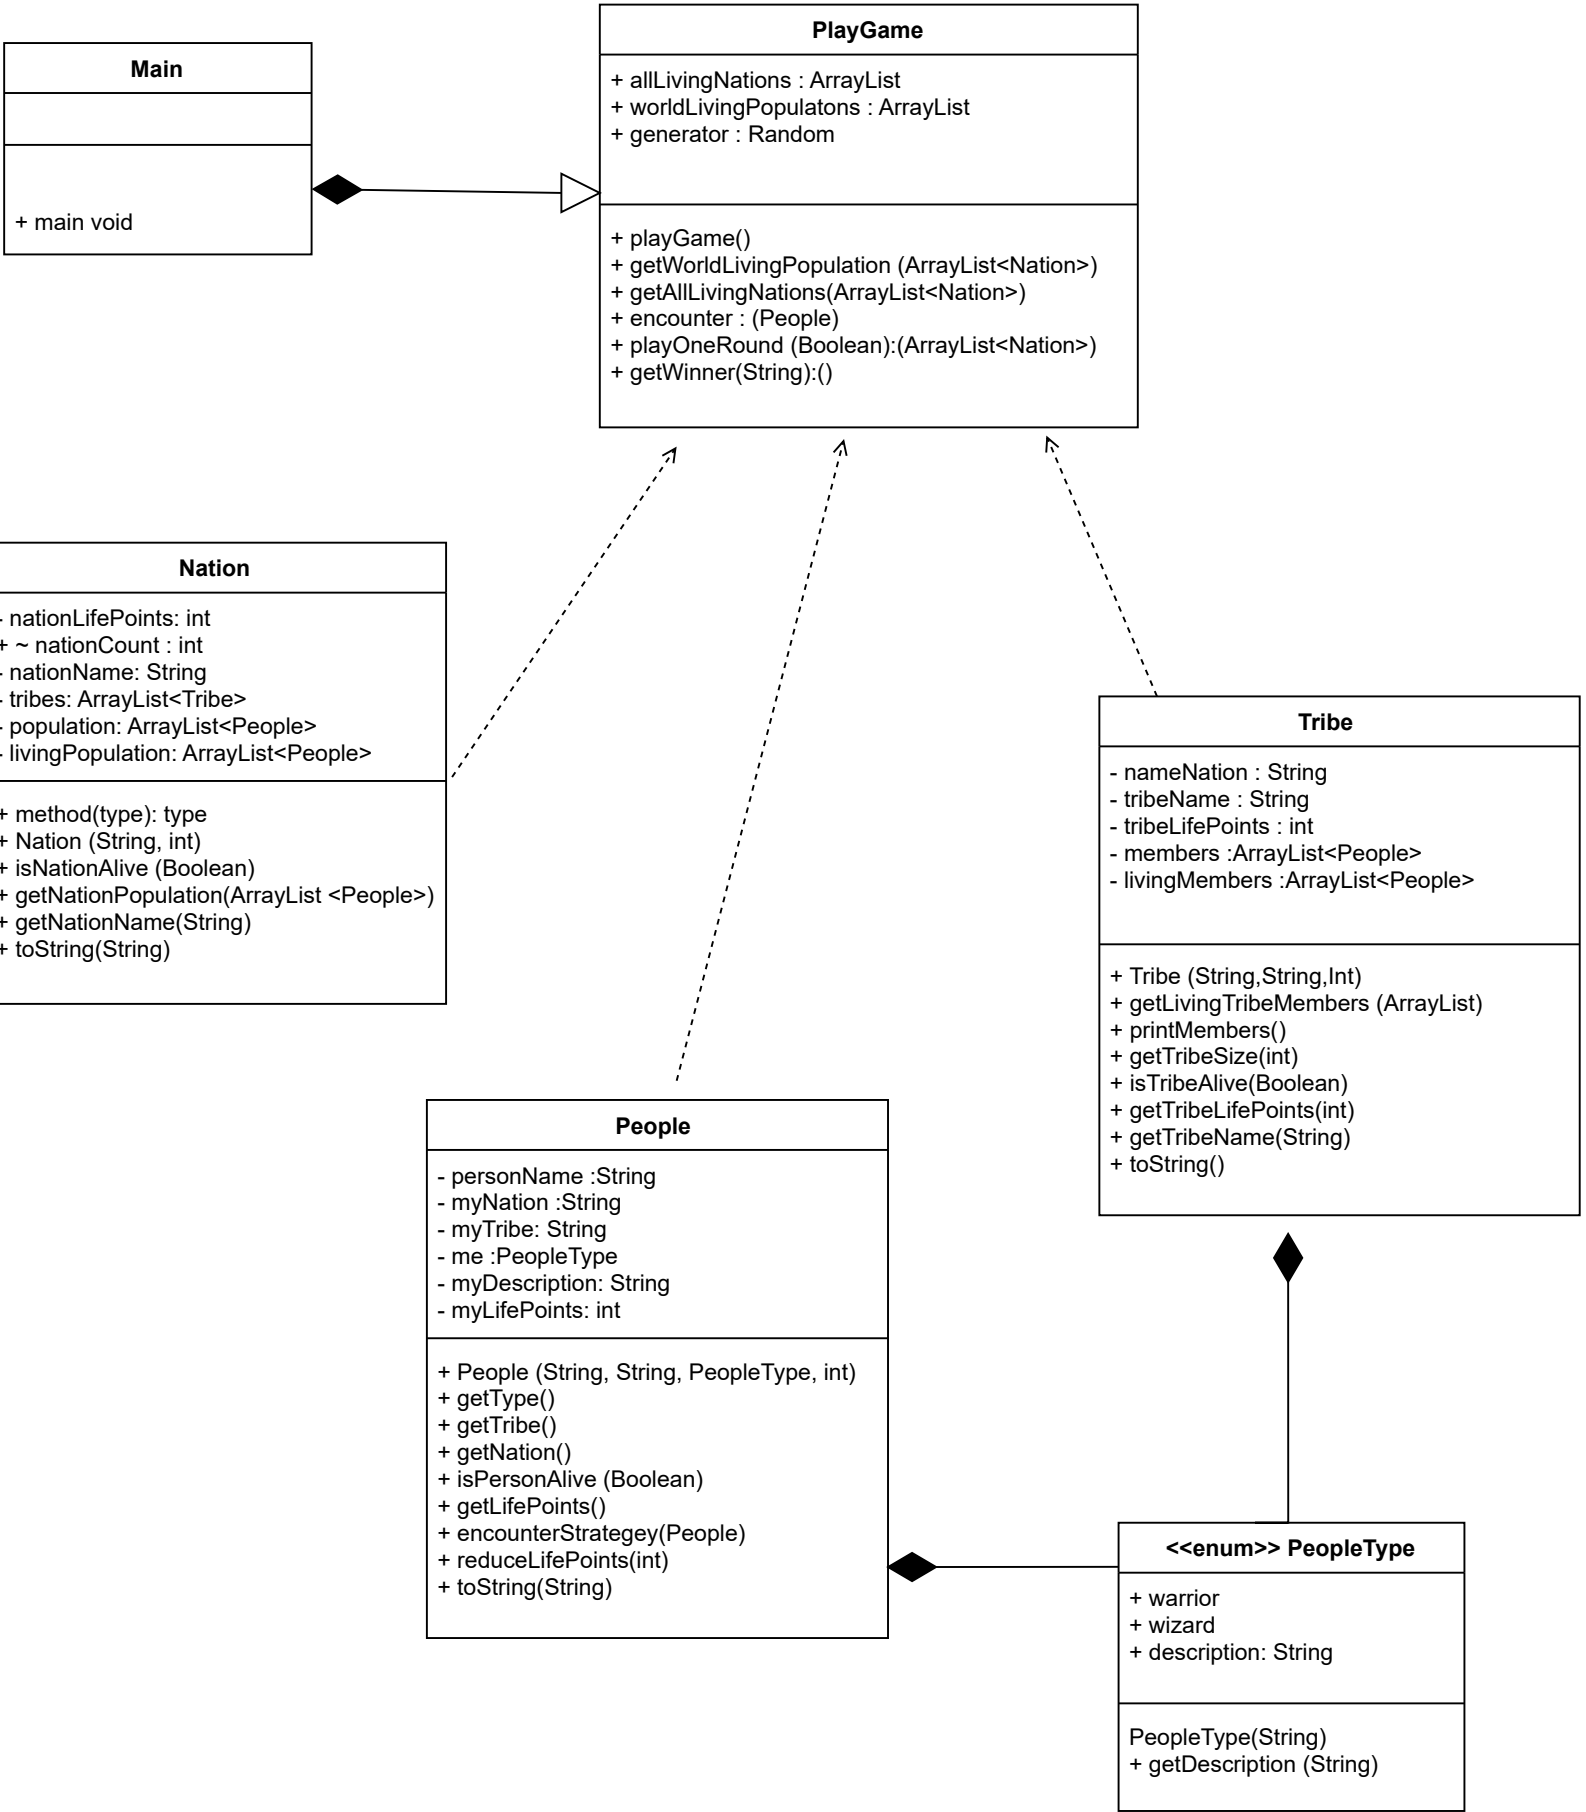 PlayGame
+ allLivingNations : ArrayList
+ worldLivingPopulatons : ArrayList
+ generator : Random
+ playGame()
+ getWorldLivingPopulation (ArrayList<Nation>)
+ getAllLivingNations(ArrayList<Nation>)
+ encounter : (People)
+ playOneRound (Boolean):(ArrayList<Nation>)
+ getWinner(String):()
Main
+ main void
Nation
- nationLifePoints: int
+ ~ nationCount : int
- nationName: String
- tribes: ArrayList<Tribe>
- population: ArrayList<People>
- livingPopulation: ArrayList<People>
+ method(type): type
+ Nation (String, int)
+ isNationAlive (Boolean)
+ getNationPopulation(ArrayList <People>)
+ getNationName(String)
+ toString(String)
Tribe
- nameNation : String
- tribeName : String
- tribeLifePoints : int
- members :ArrayList<People>
- livingMembers :ArrayList<People>
+ Tribe (String,String,Int)
+ getLivingTribeMembers (ArrayList)
+ printMembers()
+ getTribeSize(int)
+ isTribeAlive(Boolean)
+ getTribeLifePoints(int)
+ getTribeName(String)
+ toString()
People
- personName :String
- myNation :String
- myTribe: String
- me :PeopleType
- myDescription: String
- myLifePoints: int
+ People (String, String, PeopleType, int)
+ getType()
+ getTribe()
+ getNation()
+ isPersonAlive (Boolean)
+ getLifePoints()
+ encounterStrategey(People)
+ reduceLifePoints(int)
+ toString(String)
<<enum>> PeopleType
+ warrior
+ wizard
+ description: String
PeopleType(String)
+ getDescription (String)